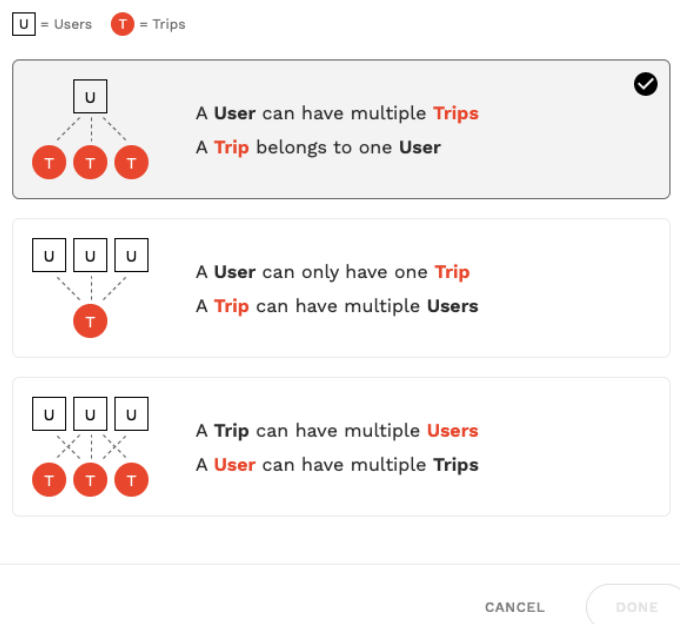 U = Users T = Trips
U
T T T
A User can have multiple Trips
A Trip belongs to one User
U U U
T
A User can only have one Trip
A Trip can have multiple Users
U U U
T T T
A Trip can have multiple Users
A User can have multiple Trips
CANCEL DONE